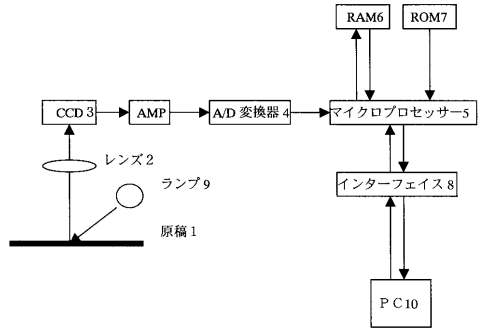 RAM6
ROM7
CCD 3
AMP
A/D 変換器 4
マイクロプロセッサー5
レンズ 2
ランプ 9
インターフェイス 8
原稿 1
ＰＣ10